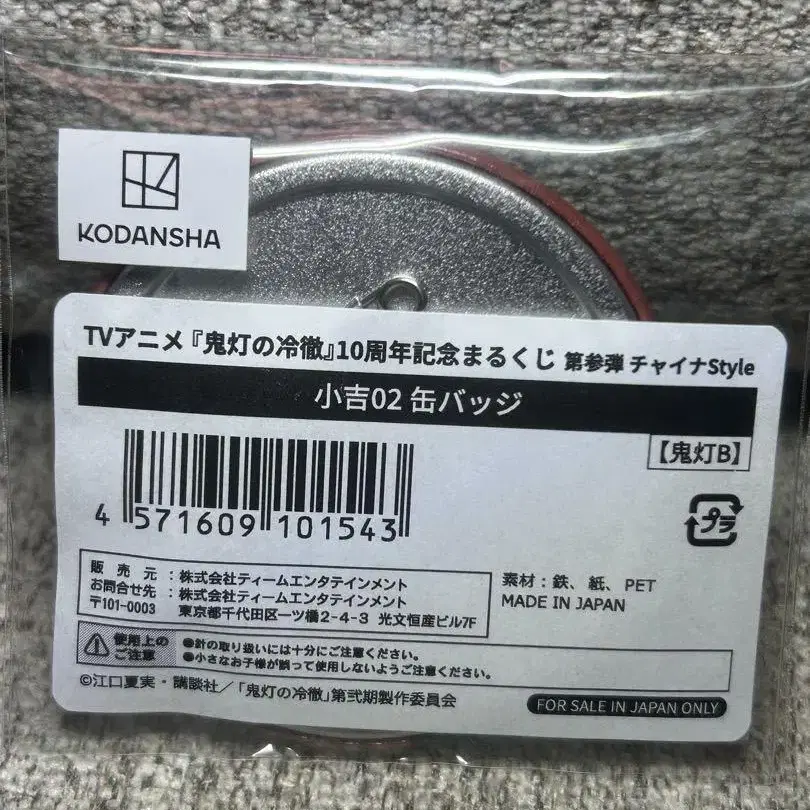 KODANSHA
TVアニメ『鬼灯の冷徹』10周年記念まるくじ 第参弾 チャイナStyle
小吉02 缶バッジ
【鬼灯B】
4 571609 101543
プラ
販売元：株式会社ティームエンタテインメント
お問合せ先：株式会社ティームエンタテインメント
〒101-0003 東京都千代田区一ツ橋2-4-3 光文恒産ビル7F
素材：鉄、紙、PET
MADE IN JAPAN
使用上のご注意
●針の取り扱いには十分にご注意ください。
●小さなお子様が誤って使用しないようご注意ください。
©江口夏実・講談社／「鬼灯の冷徹」第弐期製作委員会
FOR SALE IN JAPAN ONLY